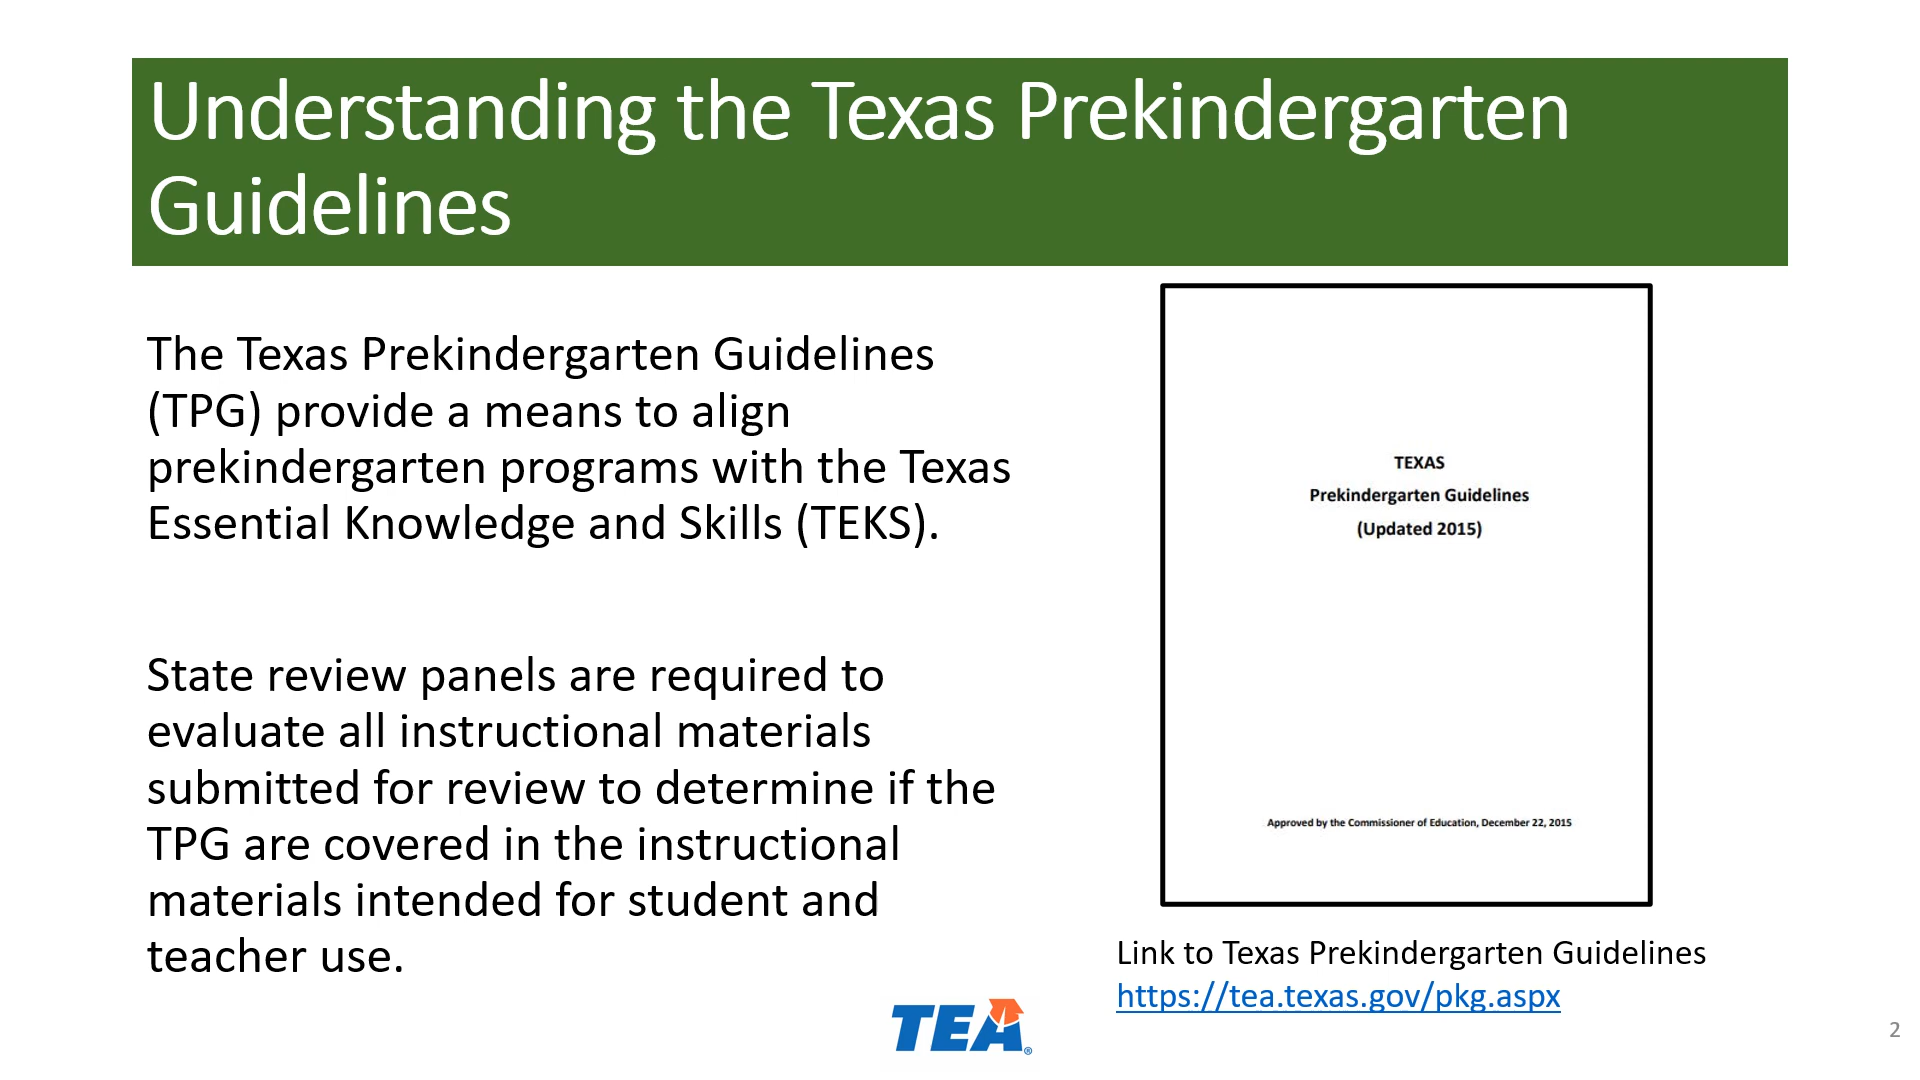 Understanding the Texas Prekindergarten
Guidelines
The Texas Prekindergarten Guidelines
(TPG) provide a means to align
prekindergarten programs with the Texas
Essential Knowledge and Skills (TEKS).
State review panels are required to
evaluate all instructional materials
submitted for review to determine if the
TPG are covered in the instructional
materials intended for student and
teacher use.
TEXAS
Prekindergarten Guidelines
(Updated 2015)
Approved by the Commissioner of Education, December 22, 2015
Link to Texas Prekindergarten Guidelines
https://tea.texas.gov/pkg.aspx
TEA®
2